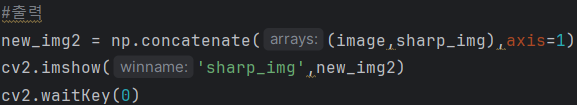 #출력
new_img2 = np.concatenate( arrays: (image,sharp_img),axis=1)
cv2.imshow( winname: 'sharp_img',new_img2)
cv2.waitKey(0)